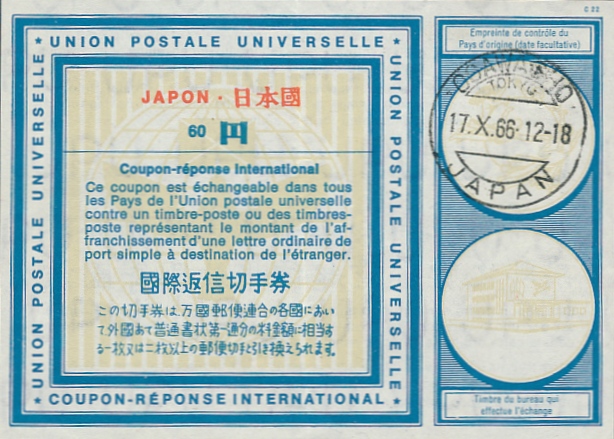 C 22
★ UNION POSTALE UNIVERSELLE ★
UNION POSTALE UNIVERSELLE
UNION POSTALE UNIVERSELLE
JAPON · 日本國
60 円
Coupon-réponse International
Ce coupon est échangeable dans tous
les Pays de l'Union postale universelle
contre un timbre-poste ou des timbres-
poste représentant le montant de l'af-
franchissement d'une lettre ordinaire de
port simple à destination de l'étranger.
國際返信切手券
この切手券は、万國郵便連合の各國におい
て、外國あて普通書状第一通分の料金額に相当す
る一枚又は二枚以上の郵便切手と引き換えられます。
★ COUPON-RÉPONSE INTERNATIONAL ★
Empreinte de contrôle du
Pays d'origine (date facultative)
TOKYO
17.X.66·12-18
JAPAN
Timbre du bureau qui
effectue l'échange